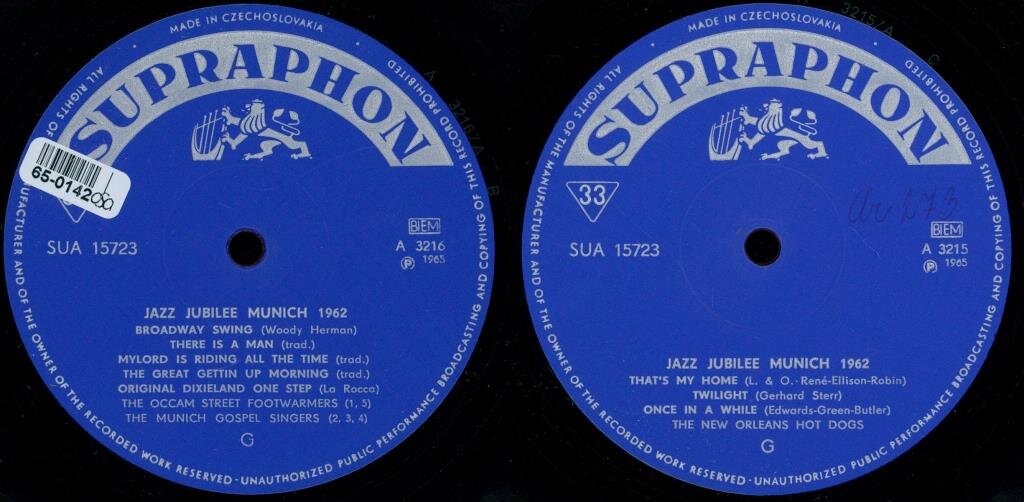 MADE IN CZECHOSLOVAKIA
ALL RIGHTS OF
MANUFACTURER AND OF THE OWNER OF THE RECORDED WORK RESERVED - UNAUTHORIZED PUBLIC PERFORMANCE BROADCASTING AND COPYING OF THIS RECORD PROHIBITED
SUPRAPHON
65-0142
SUA 15723
BIEM
A 3216
Ⓟ 1965
JAZZ JUBILEE MUNICH 1962
BROADWAY SWING (Woody Herman)
THERE IS A MAN (trad.)
MYLORD IS RIDING ALL THE TIME (trad.)
THE GREAT GETTIN UP MORNING (trad.)
ORIGINAL DIXIELAND ONE STEP (La Rocca)
THE OCCAM STREET FOOTWARMERS (1, 5)
THE MUNICH GOSPEL SINGERS (2, 3, 4)
G
3216/A
MADE IN CZECHOSLOVAKIA
ALL RIGHTS OF THE MANUFACTURER AND OF THE OWNER OF THE RECORDED WORK RESERVED - UNAUTHORIZED PUBLIC PERFORMANCE BROADCASTING AND COPYING OF THIS RECORD PROHIBITED
SUPRAPHON
33
SUA 15723
BIEM
A 3215
Ⓟ 1965
JAZZ JUBILEE MUNICH 1962
THAT'S MY HOME (L. & O. René-Ellison-Robin)
TWILIGHT (Gerhard Sterr)
ONCE IN A WHILE (Edwards-Green-Butler)
THE NEW ORLEANS HOT DOGS
G
3215/A